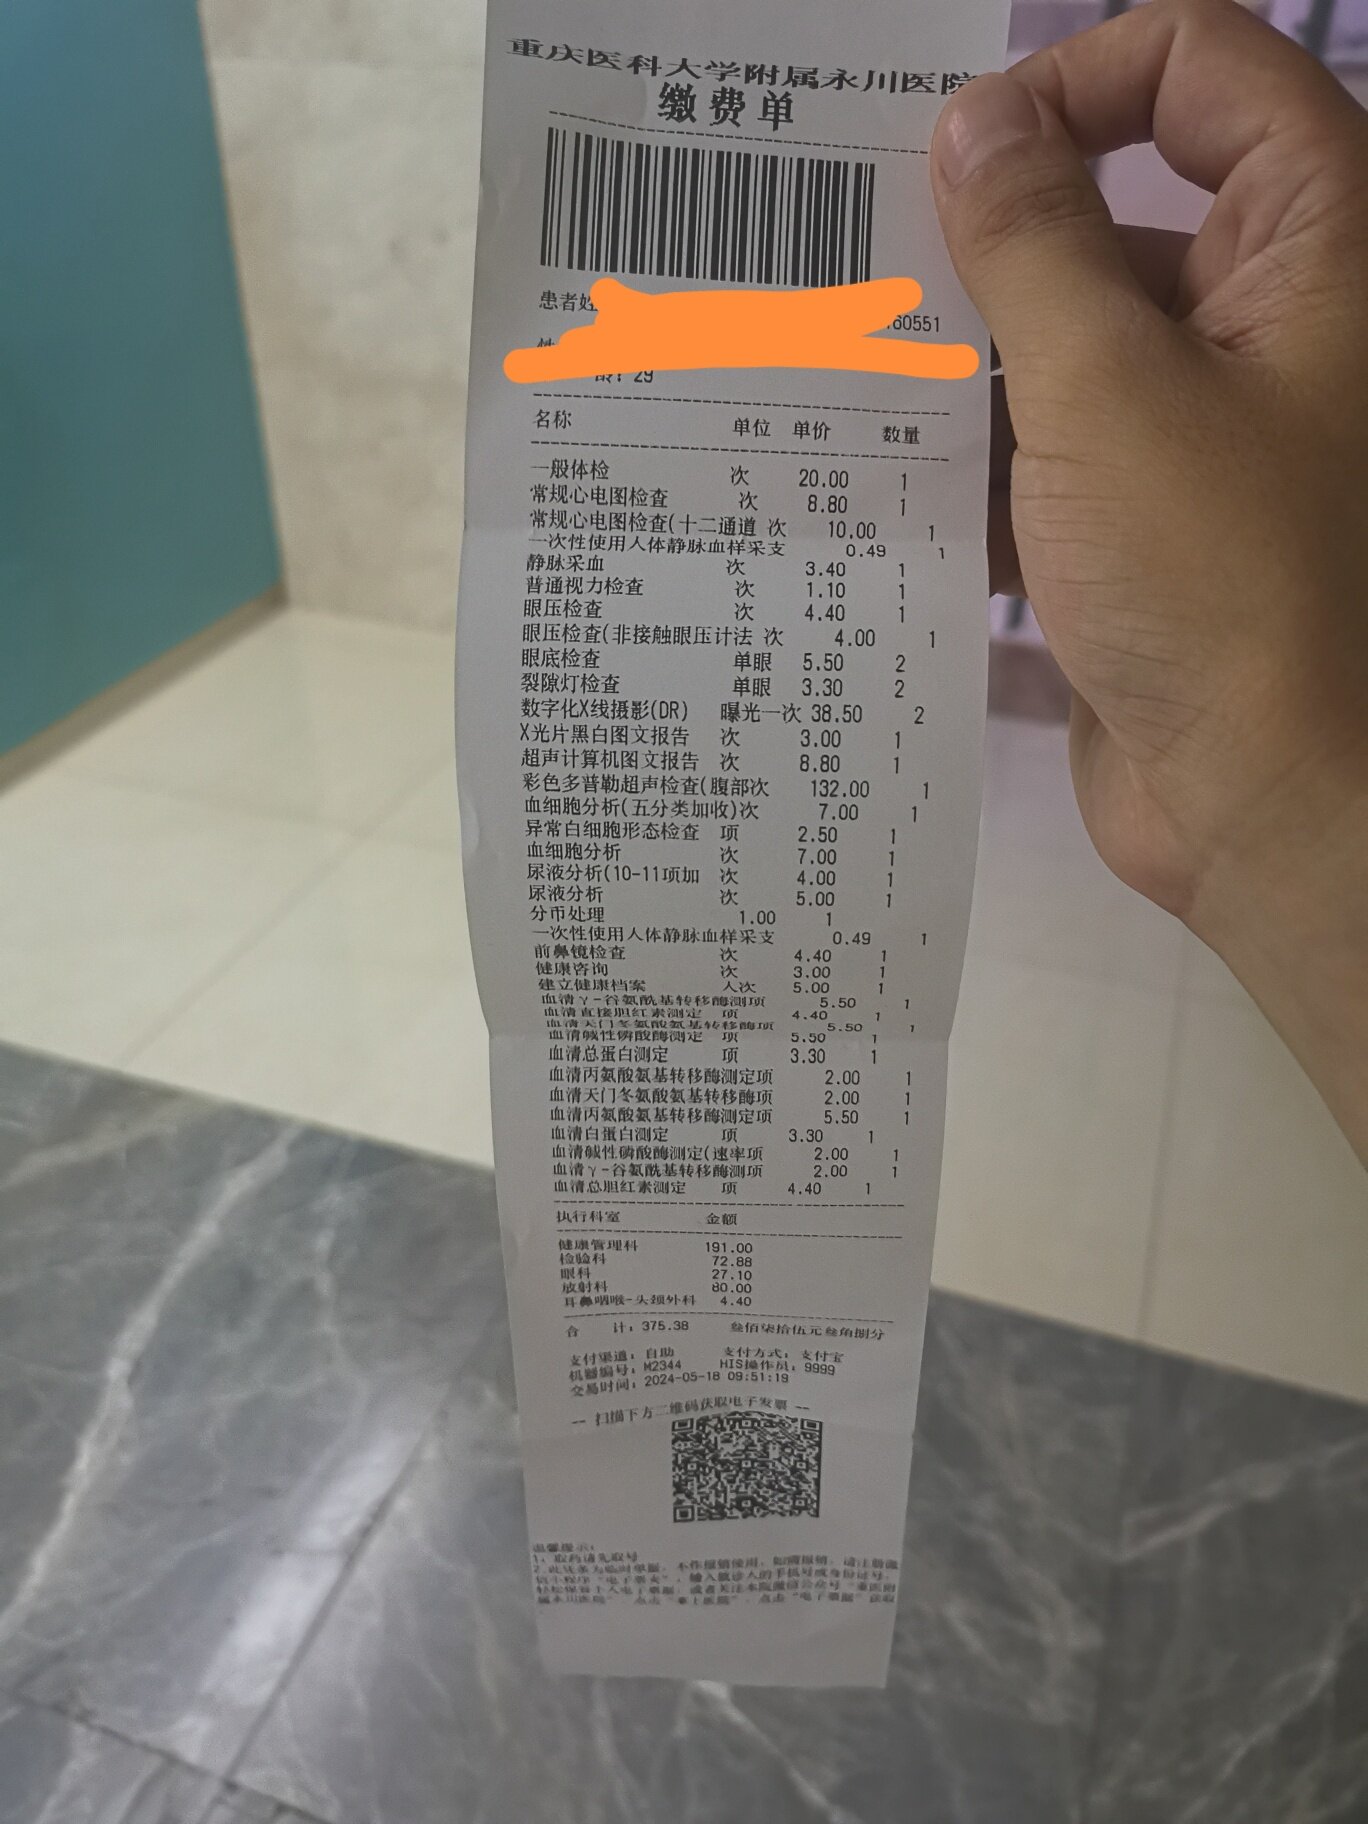 重庆医科大学附属永川医院
缴费单
患者姓
60551
龄: 29
名称 单位 单价 数量
一般体检 次 20.00 1
常规心电图检查 次 8.80 1
常规心电图检查(十二通道 次 10.00 1
一次性使用人体静脉血样采支 0.49 1
静脉采血 次 3.40 1
普通视力检查 次 1.10 1
眼压检查 次 4.40 1
眼压检查(非接触眼压计法 次 4.00 1
眼底检查 单眼 5.50 2
裂隙灯检查 单眼 3.30 2
数字化X线摄影(DR) 曝光一次 38.50 2
X光片黑白图文报告 次 3.00 1
超声计算机图文报告 次 8.80 1
彩色多普勒超声检查(腹部次 132.00 1
血细胞分析(五分类加收)次 7.00 1
异常白细胞形态检查 项 2.50 1
血细胞分析 次 7.00 1
尿液分析(10-11项加 次 4.00 1
尿液分析 次 5.00 1
分币处理 1.00 1
一次性使用人体静脉血样采支 0.49 1
前鼻镜检查 次 4.40 1
健康咨询 次 3.00 1
建立健康档案 人次 5.00 1
血清γ-谷氨酰基转移酶测项 5.50 1
血清直接胆红素测定 项 4.40 1
血清天门冬氨酸氨基转移酶项 5.50 1
血清碱性磷酸酶测定 项 5.50 1
血清总蛋白测定 项 3.30 1
血清丙氨酸氨基转移酶测定项 2.00 1
血清天门冬氨酸氨基转移酶项 2.00 1
血清丙氨酸氨基转移酶测定项 5.50 1
血清白蛋白测定 项 3.30 1
血清碱性磷酸酶测定(速率项 2.00 1
血清γ-谷氨酰基转移酶测项 2.00 1
血清总胆红素测定 项 4.40 1
执行科室 金额
健康管理科 191.00
检验科 72.88
眼科 27.10
放射科 80.00
耳鼻咽喉-头颈外科 4.40
合 计: 375.38 叁佰柒拾伍元叁角捌分
支付渠道: 自助 支付方式: 支付宝
机器编号: M2344 HIS操作员: 9999
交易时间: 2024-05-18 09:51:19
-- 扫描下方二维码获取电子发票 --
温馨提示:
1、取药请先取号